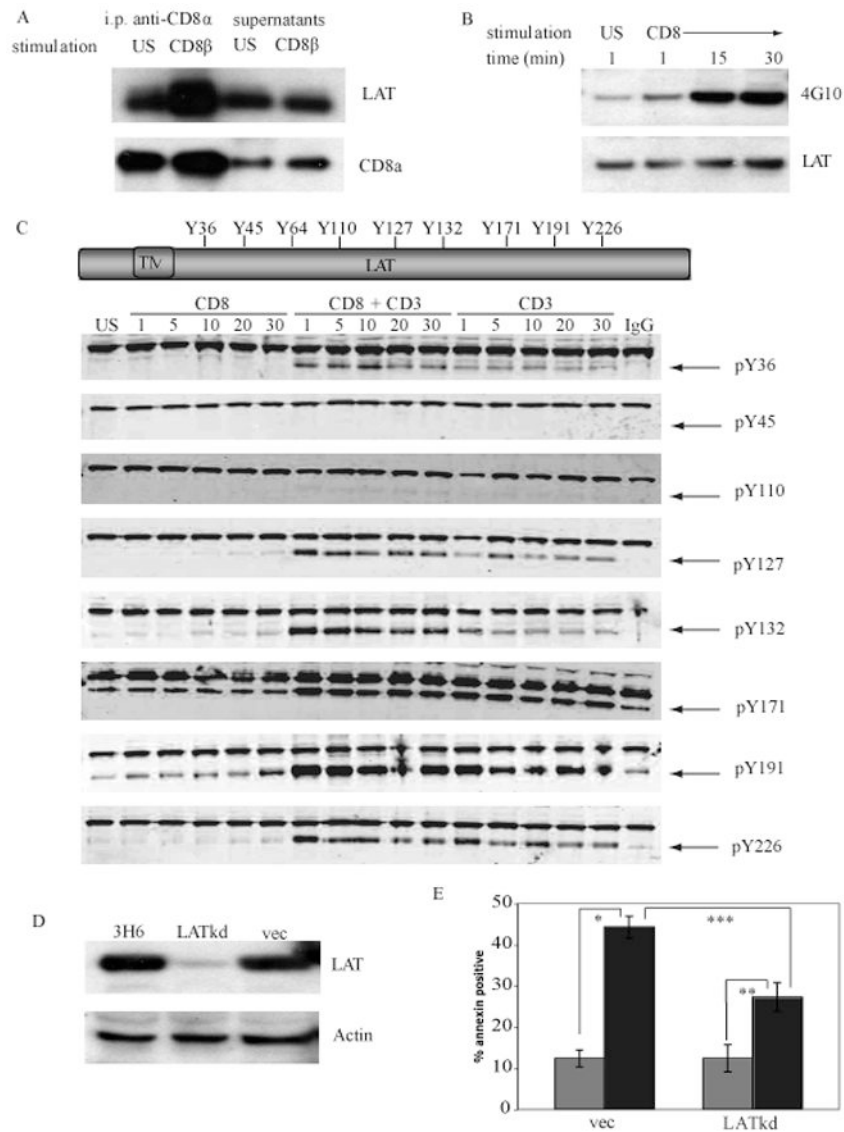 A
i.p. anti-CD8α supernatants
stimulation US CD8β US CD8β
LAT
CD8a
B
stimulation US CD8
time (min) 1 1 15 30
4G10
LAT
C
Y36 Y45 Y64 Y110 Y127 Y132 Y171 Y191 Y226
TM LAT
CD8 CD8 + CD3 CD3
US 1 5 10 20 30 1 5 10 20 30 1 5 10 20 30 IgG
pY36
pY45
pY110
pY127
pY132
pY171
pY191
pY226
D
3H6 LATkd vec
LAT
Actin
E
% annexin positive
50
40
30
20
10
0
* *** **
vec LATkd